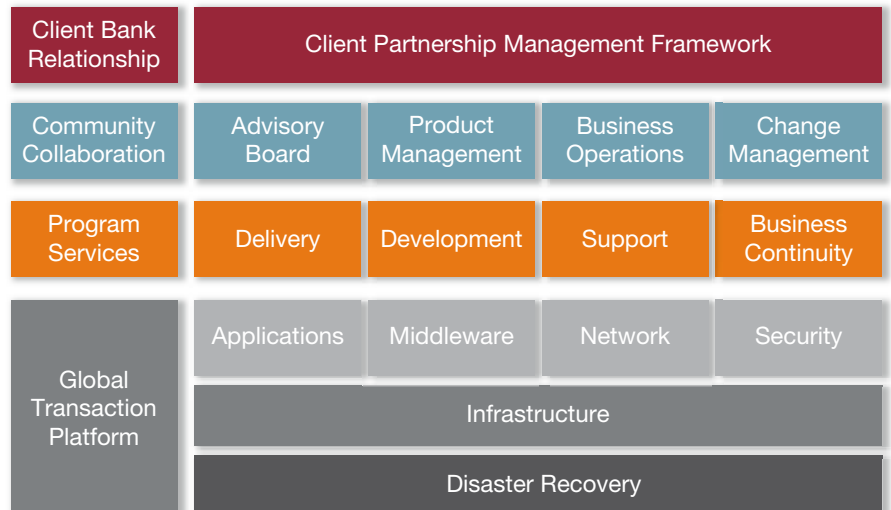 Client Bank
Relationship
Client Partnership Management Framework
Community
Collaboration
Advisory
Board
Product
Management
Business
Operations
Change
Management
Program
Services
Delivery
Development
Support
Business
Continuity
Global
Transaction
Platform
Applications
Middleware
Network
Security
Infrastructure
Disaster Recovery